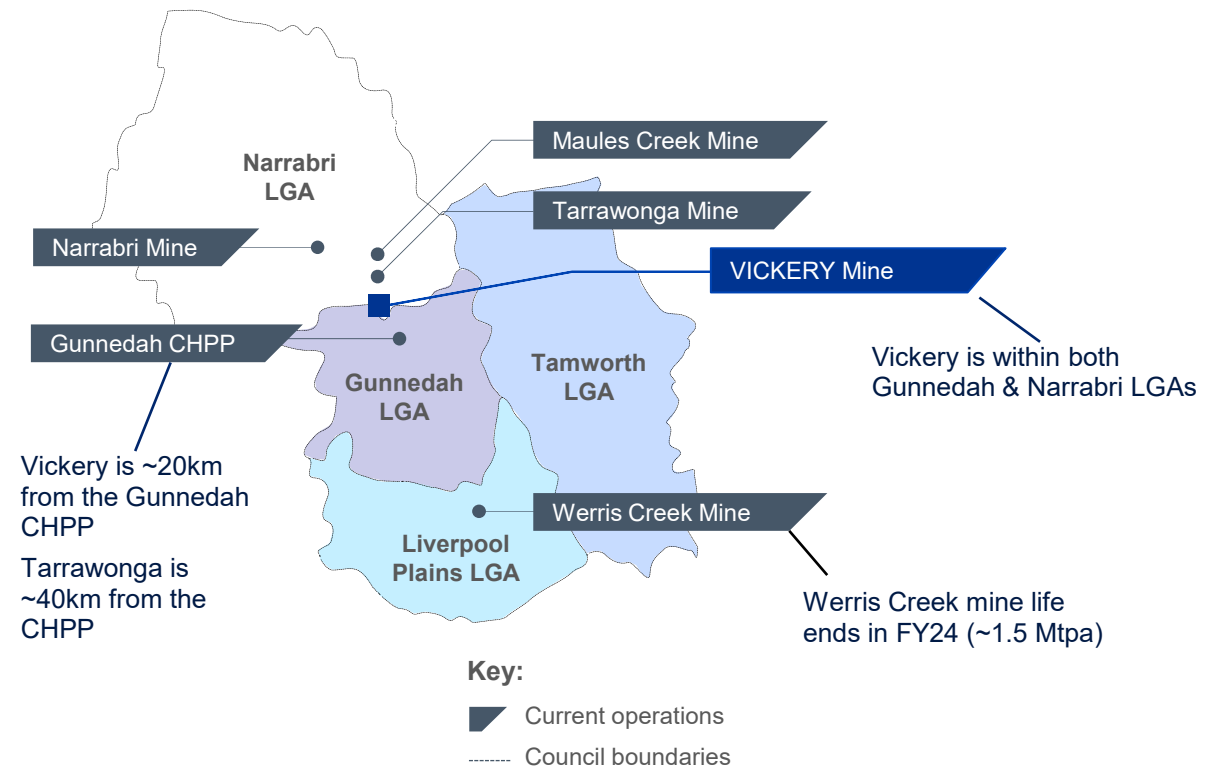 Maules Creek Mine
Narrabri
LGA
Tarrawonga Mine
Narrabri Mine
VICKERY Mine
Gunnedah CHPP
Vickery is within both
Gunnedah & Narrabri LGAs
Tamworth
LGA
Gunnedah
LGA
Vickery is ~20km
from the Gunnedah
CHPP
Tarrawonga is
~40km from the
CHPP
Werris Creek Mine
Liverpool
Plains LGA
Werris Creek mine life
ends in FY24 (~1.5 Mtpa)
Key:
Current operations
Council boundaries